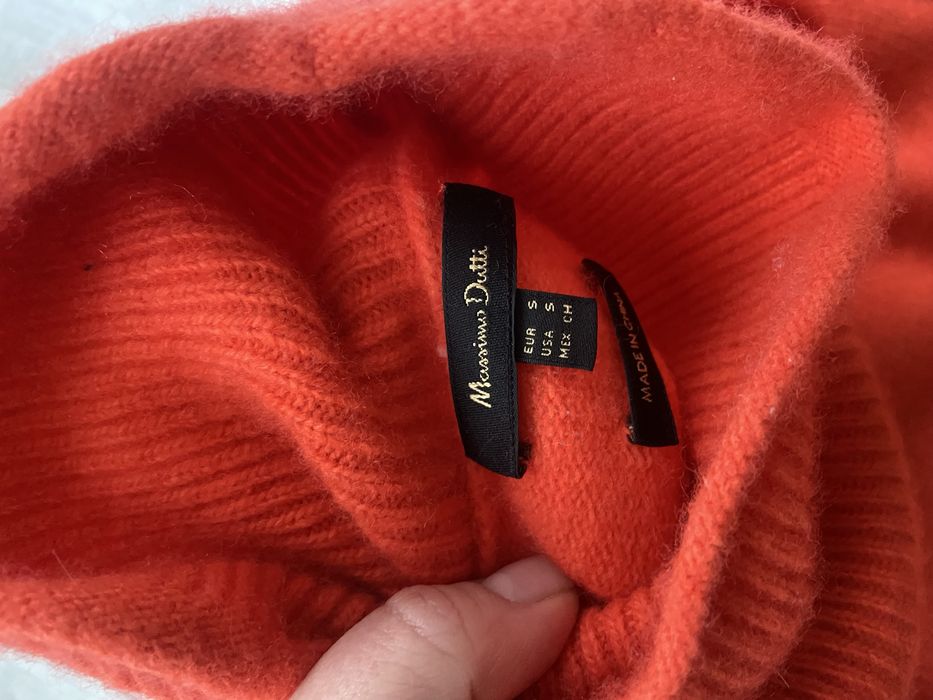 Massimo Dutti
EUR S
USA S
MEX CH
MADE IN CHINA